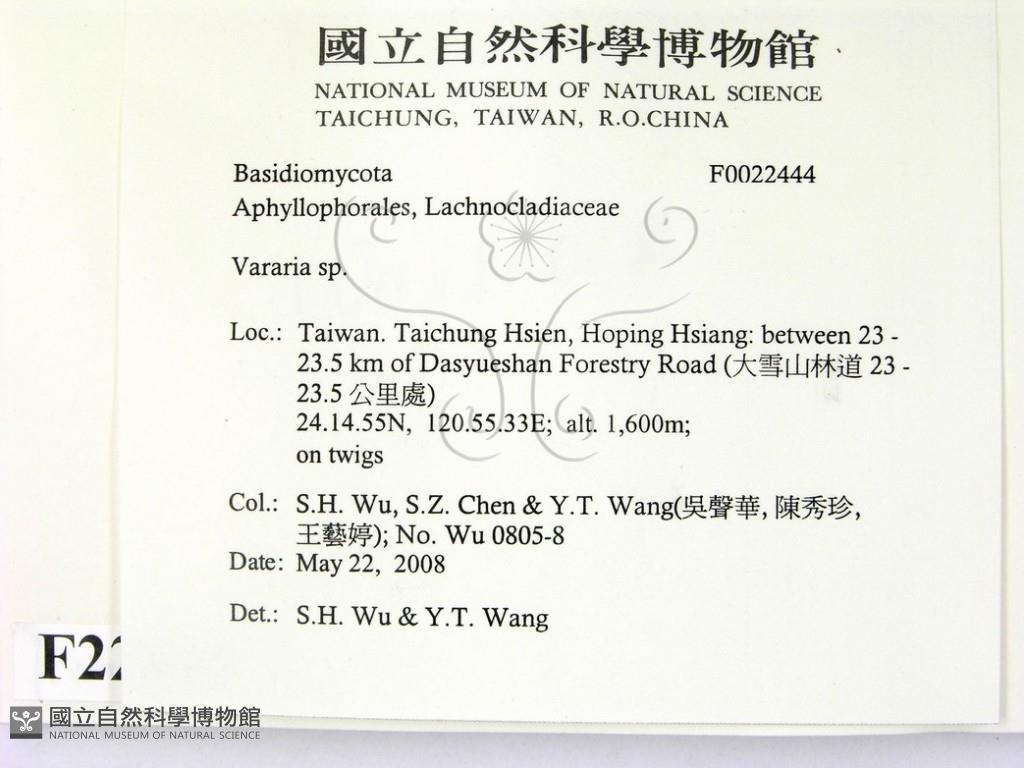 國立自然科學博物館
NATIONAL MUSEUM OF NATURAL SCIENCE
TAICHUNG, TAIWAN, R.O.CHINA
Basidiomycota F0022444
Aphyllophorales, Lachnocladiaceae
Vararia sp.
Loc.: Taiwan. Taichung Hsien, Hoping Hsiang: between 23 -
23.5 km of Dasyueshan Forestry Road (大雪山林道 23 -
23.5 公里處)
24.14.55N, 120.55.33E; alt. 1,600m;
on twigs
Col.: S.H. Wu, S.Z. Chen & Y.T. Wang(吳聲華, 陳秀珍,
王藝婷); No. Wu 0805-8
Date: May 22, 2008
Det.: S.H. Wu & Y.T. Wang
F22
國立自然科學博物館
NATIONAL MUSEUM OF NATURAL SCIENCE